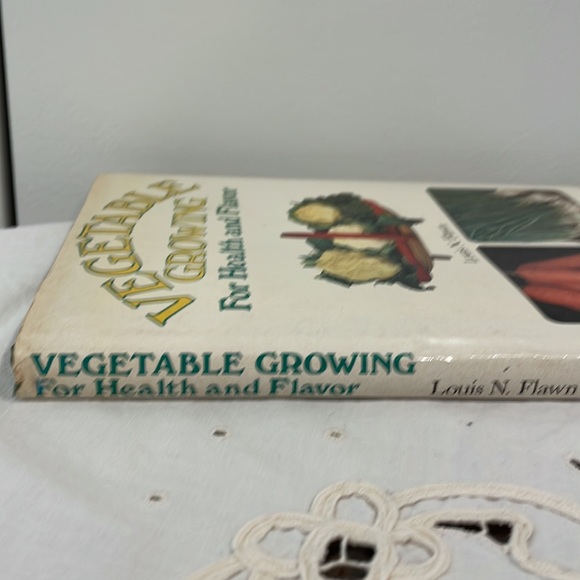 VEGETABLE
GROWING
For Health and Flavor
VEGETABLE GROWING
For Health and Flavor
Louis N. Flawn